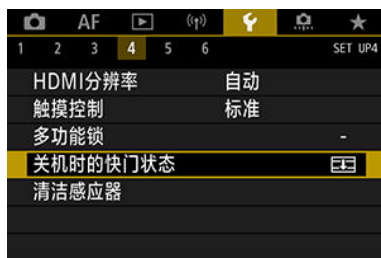 AF
1 2 3 4 5 6 SET UP4
HDMI分辨率 自动
触摸控制 标准
多功能锁 -
关机时的快门状态
清洁感应器